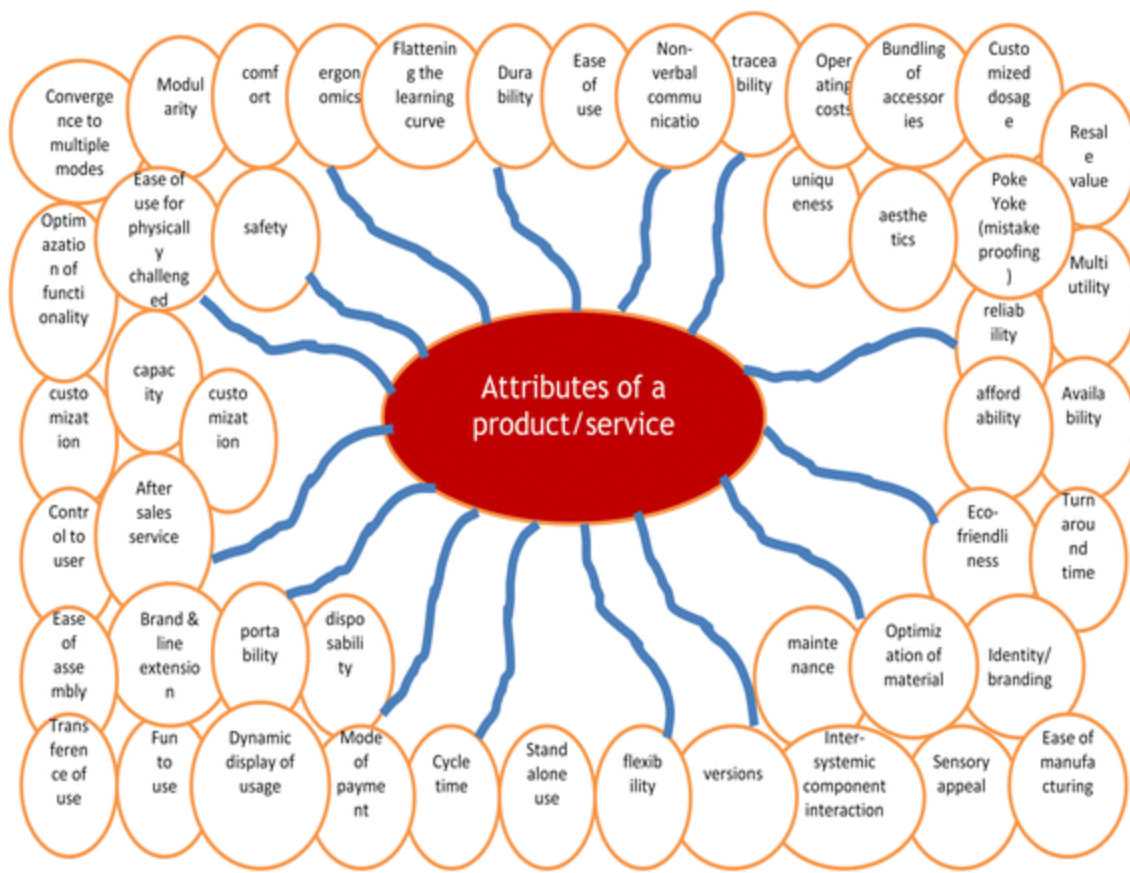 Converge
nce to
multiple
modes
Modul
arity
comf
ort
ergon
omics
Flattenin
g the
learning
curve
Dura
bility
Ease
of
use
Non-
verbal
commu
nicatio
tracea
bility
Oper
ating
costs
Bundling
of
accessor
ies
Custo
mized
dosag
e
Resal
e
value
Optim
azatio
n of
functi
onality
Ease of
use for
physicall
y
challeng
ed
safety
uniqu
eness
aesthe
tics
Poke
Yoke
(mistake
proofing
)
Multi
utility
reliab
ility
capac
ity
custo
mizat
ion
custo
mizat
ion
Attributes of a
product/service
afford
ability
Availa
bility
Contr
ol to
user
After
sales
service
Eco-
friendli
ness
Turn
arou
nd
time
Ease
of
asse
mbly
Brand &
line
extensio
n
porta
bility
dispo
sabili
ty
mainte
nance
Optimiz
ation of
material
Identity/
branding
Trans
feren
ce of
use
Fun
to
use
Dynamic
display of
usage
Mode
of
payme
nt
Cycle
time
Stand
alone
use
flexib
ility
versions
Inter-
systemic
component
interaction
Sensory
appeal
Ease of
manufa
cturing